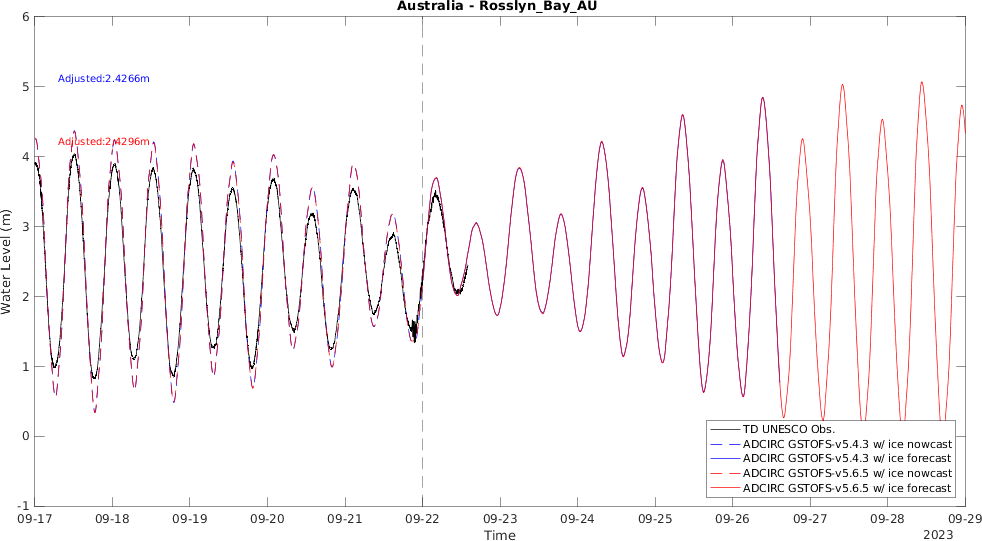 Australia - Rosslyn_Bay_AU
6
5
4
3
2
1
0
-1
Water Level (m)
Adjusted:2.4266m
Adjusted:2.4296m
TD UNESCO Obs.
ADCIRC GSTOFS-v5.4.3 w/ ice nowcast
ADCIRC GSTOFS-v5.4.3 w/ ice forecast
ADCIRC GSTOFS-v5.6.5 w/ ice nowcast
ADCIRC GSTOFS-v5.6.5 w/ ice forecast
09-17 09-18 09-19 09-20 09-21 09-22 09-23 09-24 09-25 09-26 09-27 09-28 09-29
Time
2023